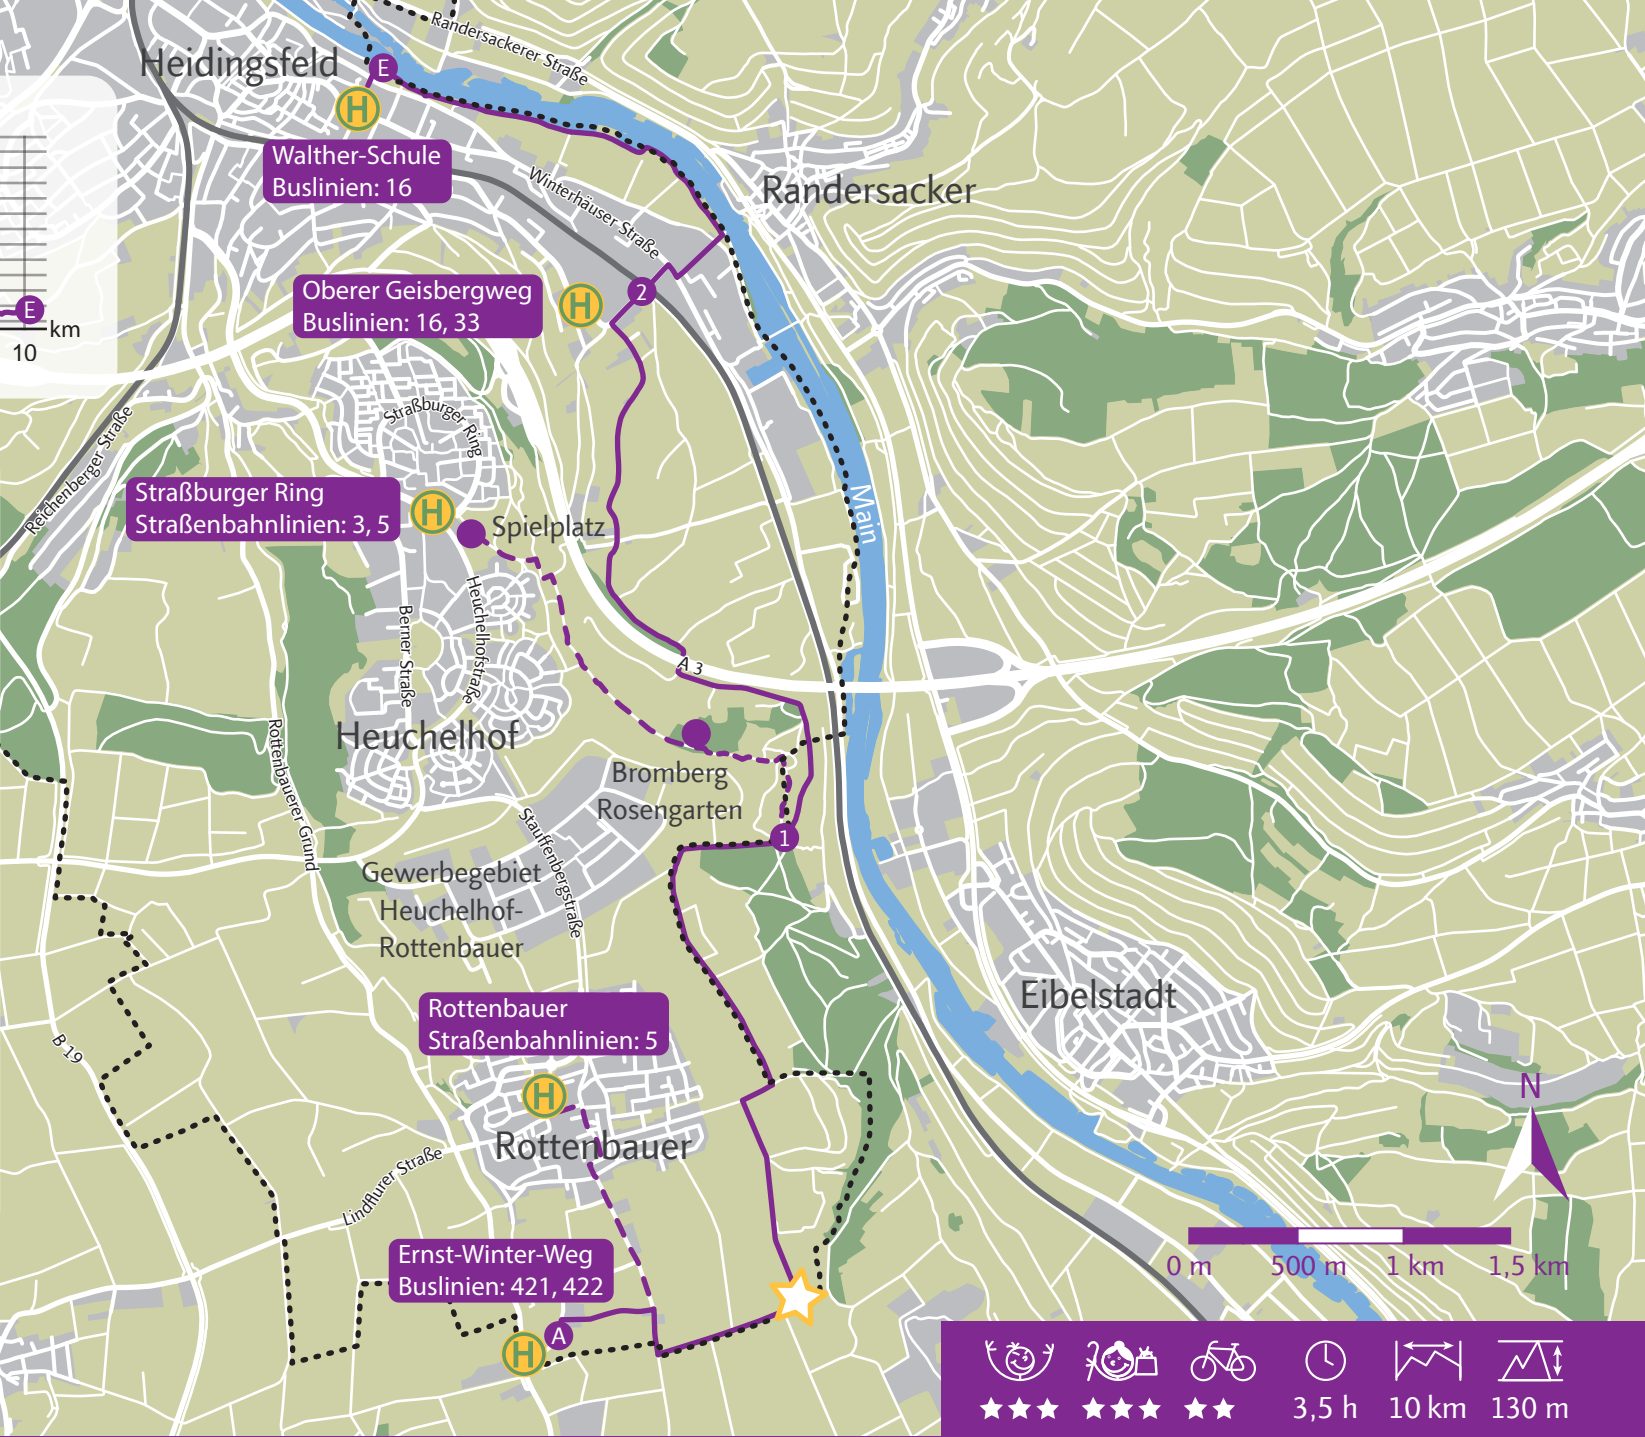 Randersackerer Straße
Heidingsfeld
E
H
Walther-Schule
Buslinien: 16
Winterhäuser Straße
Randersacker
Oberer Geisbergweg
Buslinien: 16, 33
H
2
E
km
10
Straßburger Ring
Reichenberger Straße
Straßburger Ring
Straßenbahnlinien: 3, 5
H
Spielplatz
Main
Berner Straße
Heuchelhofstraße
A 3
Heuchelhof
Rottenbauerer Grund
Bromberg
Rosengarten
1
Stauffenbergstraße
Gewerbegebiet
Heuchelhof-
Rottenbauer
Eibelstadt
Rottenbauer
Straßenbahnlinien: 5
B 19
H
Rottenbauer
Lindflurer Straße
N
Ernst-Winter-Weg
Buslinien: 421, 422
0 m 500 m 1 km 1,5 km
A
H
3,5 h 10 km 130 m